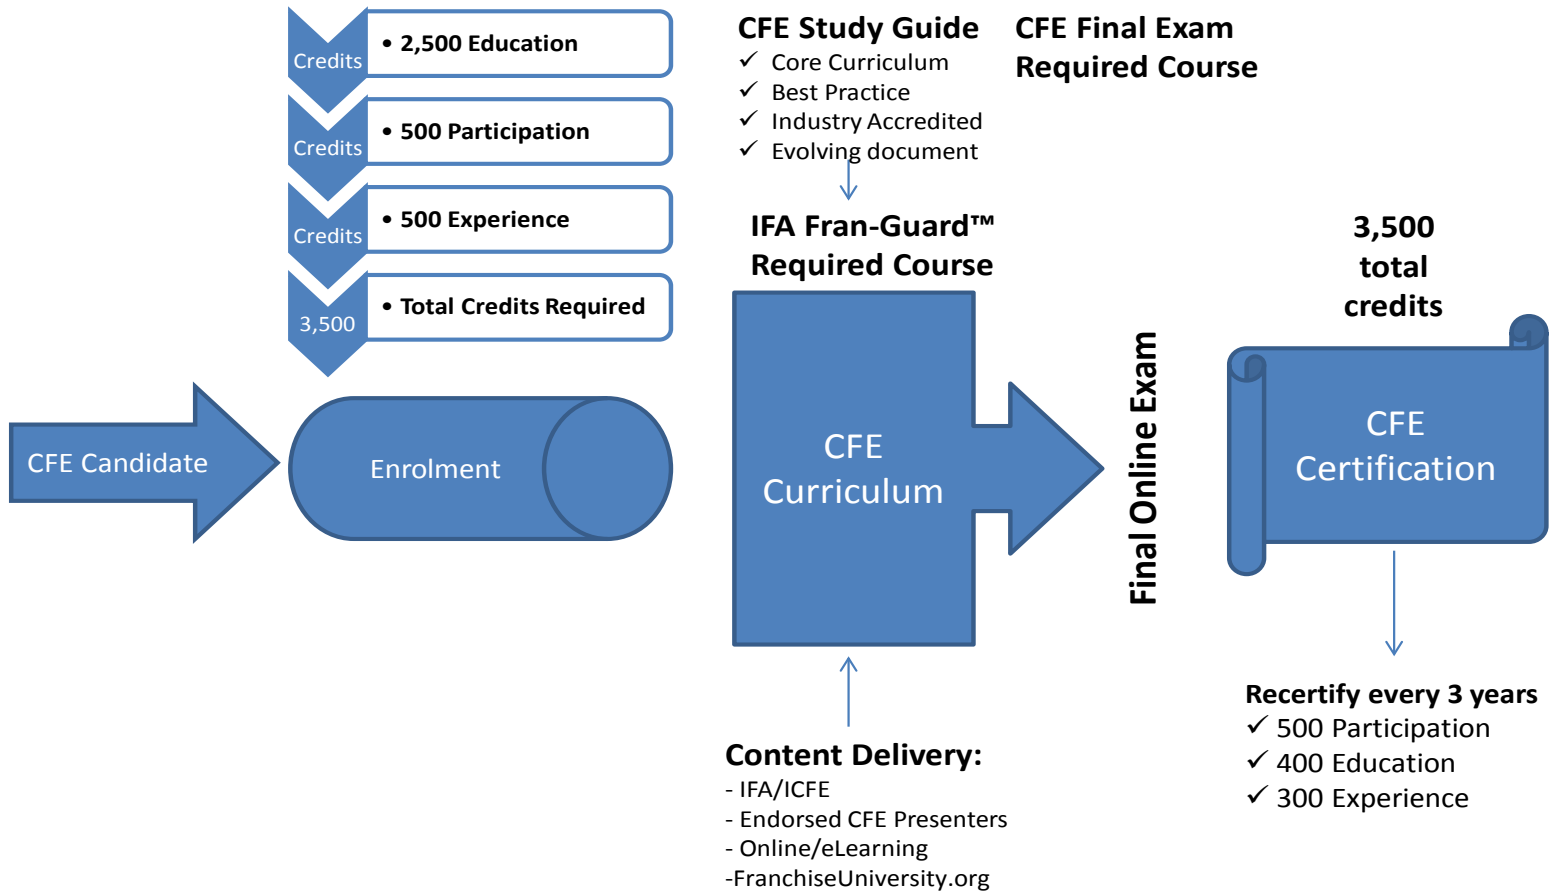 Credits
• 2,500 Education
Credits
• 500 Participation
Credits
• 500 Experience
3,500
• Total Credits Required
CFE Candidate
Enrolment
CFE Study Guide
✓ Core Curriculum
✓ Best Practice
✓ Industry Accredited
✓ Evolving document
IFA Fran-Guard™
Required Course
CFE
Curriculum
Content Delivery:
- IFA/ICFE
- Endorsed CFE Presenters
- Online/eLearning
-FranchiseUniversity.org
CFE Final Exam
Required Course
Final Online Exam
3,500
total
credits
CFE
Certification
Recertify every 3 years
✓ 500 Participation
✓ 400 Education
✓ 300 Experience